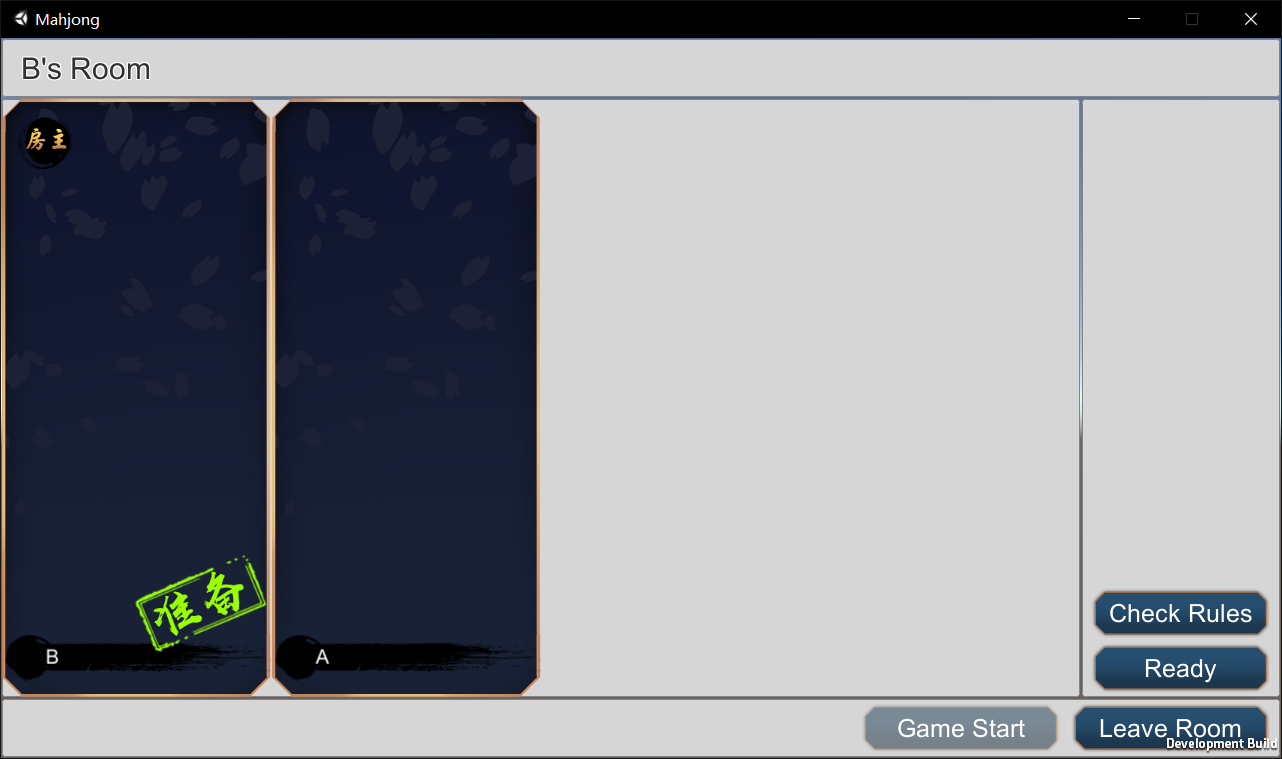 Mahjong
B's Room
房主
准备
B
A
Check Rules
Ready
Game Start
Leave Room
Development Build